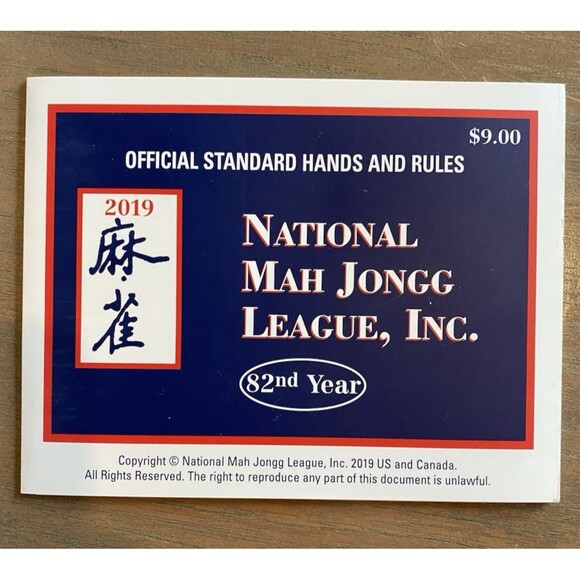 $9.00
OFFICIAL STANDARD HANDS AND RULES
2019
麻
雀
NATIONAL
MAH JONGG
LEAGUE, INC.
82nd Year
Copyright © National Mah Jongg League, Inc. 2019 US and Canada.
All Rights Reserved. The right to reproduce any part of this document is unlawful.